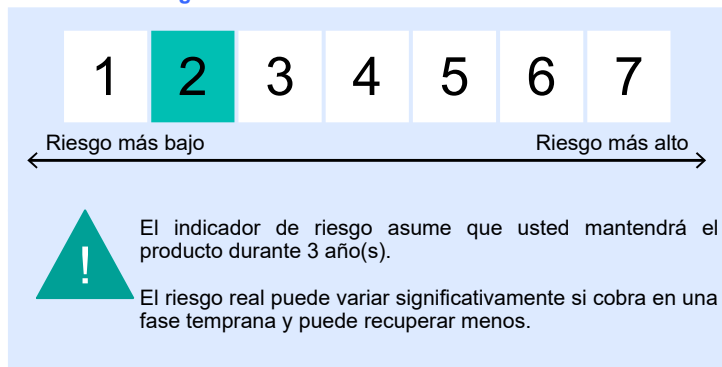 1 2 3 4 5 6 7
Riesgo más bajo Riesgo más alto
El indicador de riesgo asume que usted mantendrá el
producto durante 3 año(s).
!
El riesgo real puede variar significativamente si cobra en una
fase temprana y puede recuperar menos.